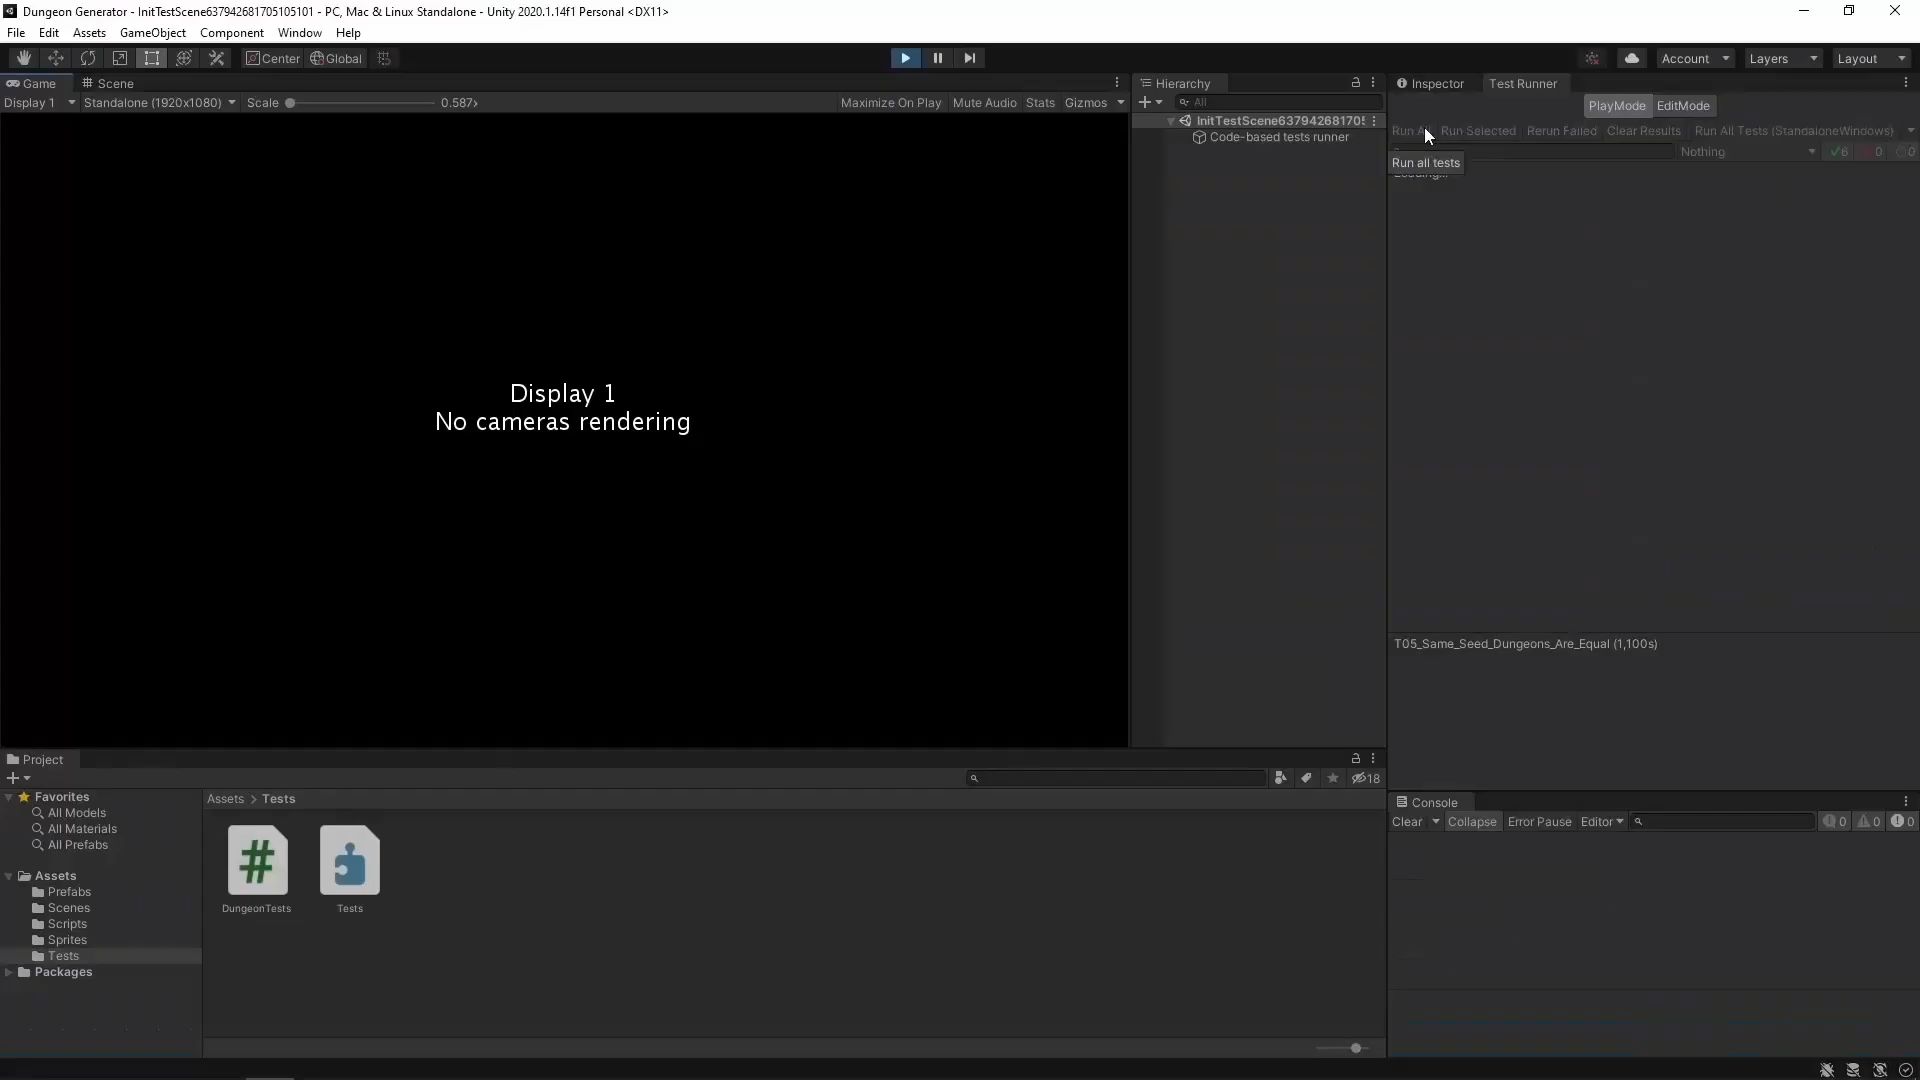 Dungeon Generator - InitTestScene637942681705105101 - PC, Mac & Linux Standalone - Unity 2020.1.14f1 Personal <DX11>
File Edit Assets GameObject Component Window Help
Center Global Account Layers Layout
Game Scene
Display 1 Standalone (1920x1080) Scale 0.587x Maximize On Play Mute Audio Stats Gizmos
Display 1
No cameras rendering
Hierarchy
All
InitTestScene63794268170
Code-based tests runner
Inspector Test Runner
PlayMode EditMode
Run Selected Rerun Failed Clear Results Run All Tests (StandaloneWindows)
Nothing 6 0 0
Run all tests
Loading...
T05_Same_Seed_Dungeons_Are_Equal (1,100s)
Project
18
Favorites
All Models
All Materials
All Prefabs
Assets
Prefabs
Scenes
Scripts
Sprites
Tests
Packages
Assets > Tests
DungeonTests
Tests
Console
Clear Collapse Error Pause Editor 0 0 0